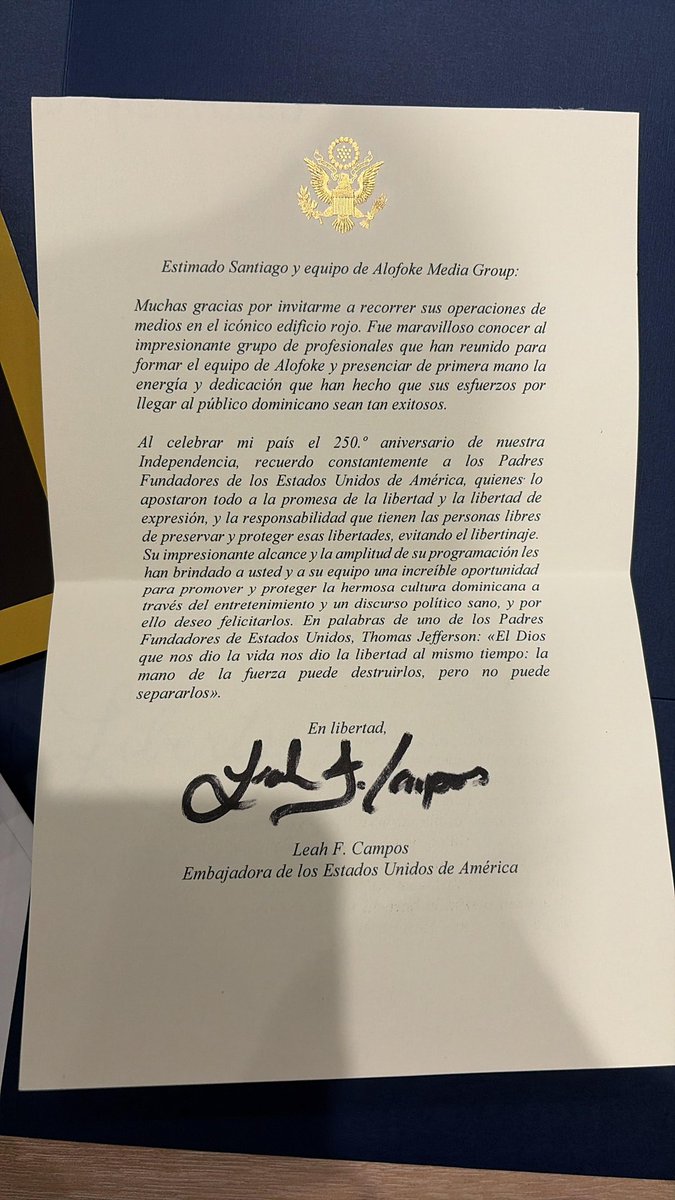 Estimado Santiago y equipo de Alofoke Media Group:
Muchas gracias por invitarme a recorrer sus operaciones de
medios en el icónico edificio rojo. Fue maravilloso conocer al
impresionante grupo de profesionales que han reunido para
formar el equipo de Alofoke y presenciar de primera mano la
energía y dedicación que han hecho que sus esfuerzos por
llegar al público dominicano sean tan exitosos.
Al celebrar mi país el 250.º aniversario de nuestra
Independencia, recuerdo constantemente a los Padres
Fundadores de los Estados Unidos de América, quienes lo
apostaron todo a la promesa de la libertad y la libertad de
expresión, y la responsabilidad que tienen las personas libres
de preservar y proteger esas libertades, evitando el libertinaje.
Su impresionante alcance y la amplitud de su programación les
han brindado a usted y a su equipo una increíble oportunidad
para promover y proteger la hermosa cultura dominicana a
través del entretenimiento y un discurso político sano, y por
ello deseo felicitarlos. En palabras de uno de los Padres
Fundadores de Estados Unidos, Thomas Jefferson: «El Dios
que nos dio la vida nos dio la libertad al mismo tiempo: la
mano de la fuerza puede destruirlos, pero no puede
separarlos».
En libertad,
Leah F. Campos
Leah F. Campos
Embajadora de los Estados Unidos de América